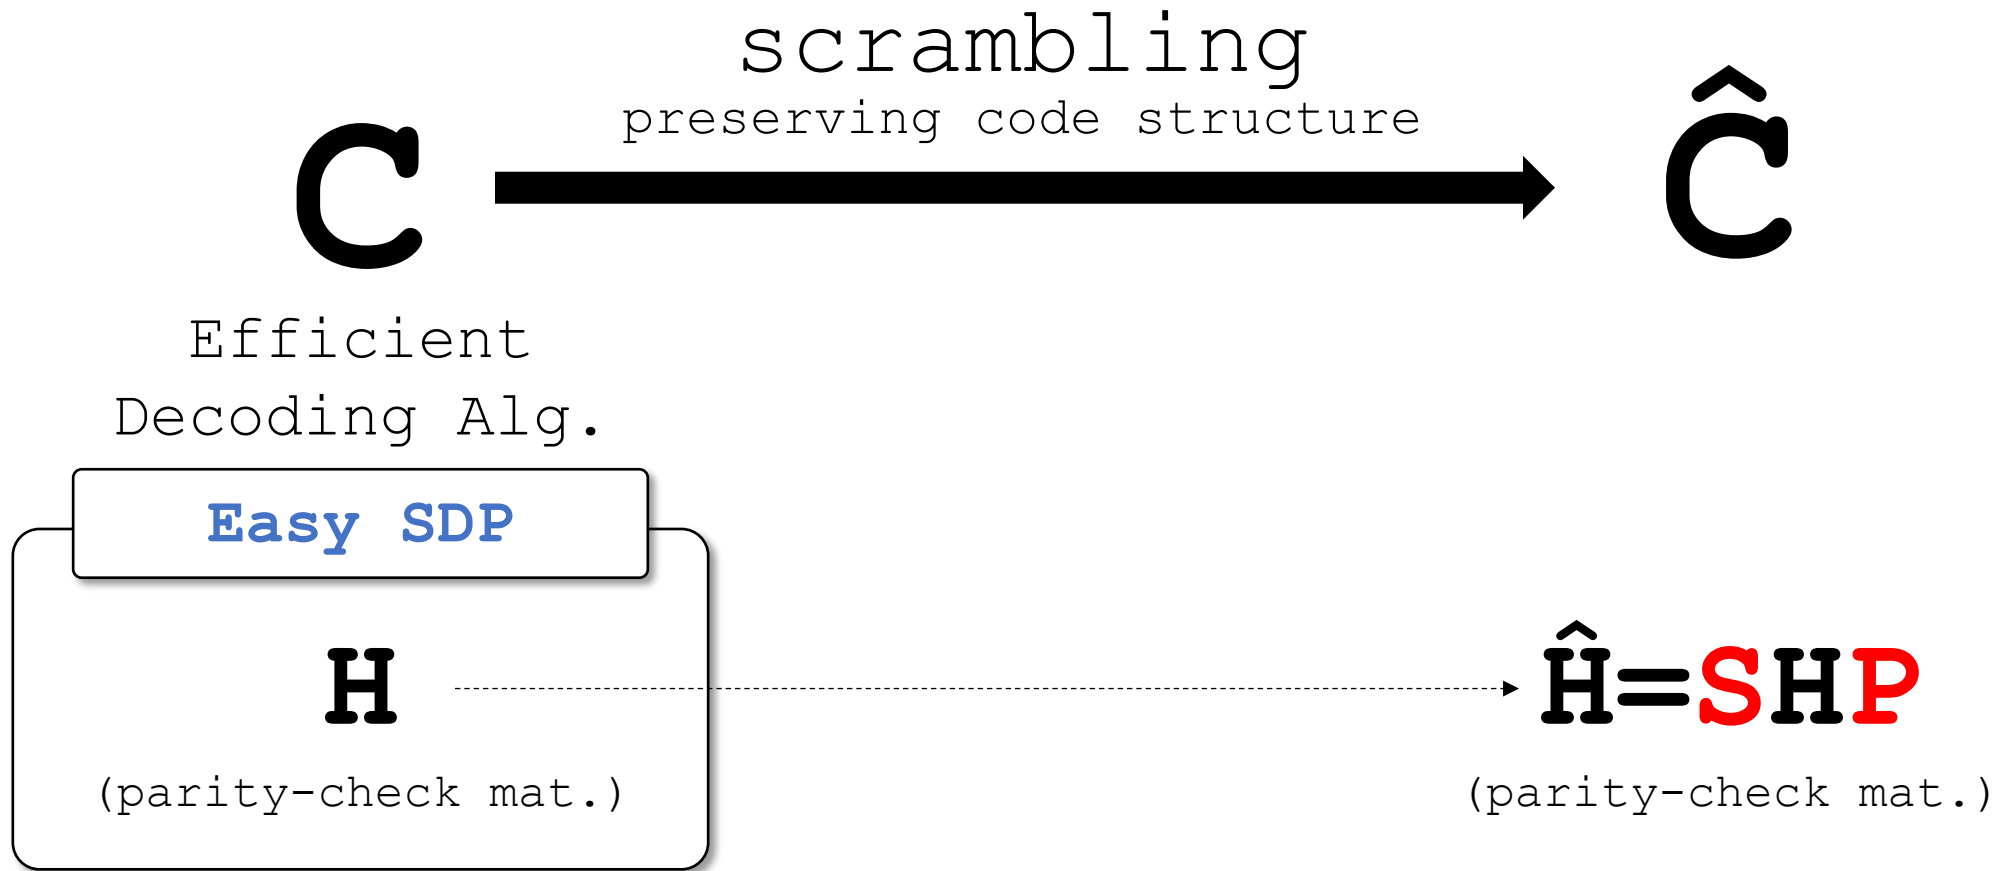 scrambling
preserving code structure
C
Ĉ
Efficient
Decoding Alg.
Easy SDP
H
Ĥ=SHP
(parity-check mat.)
(parity-check mat.)